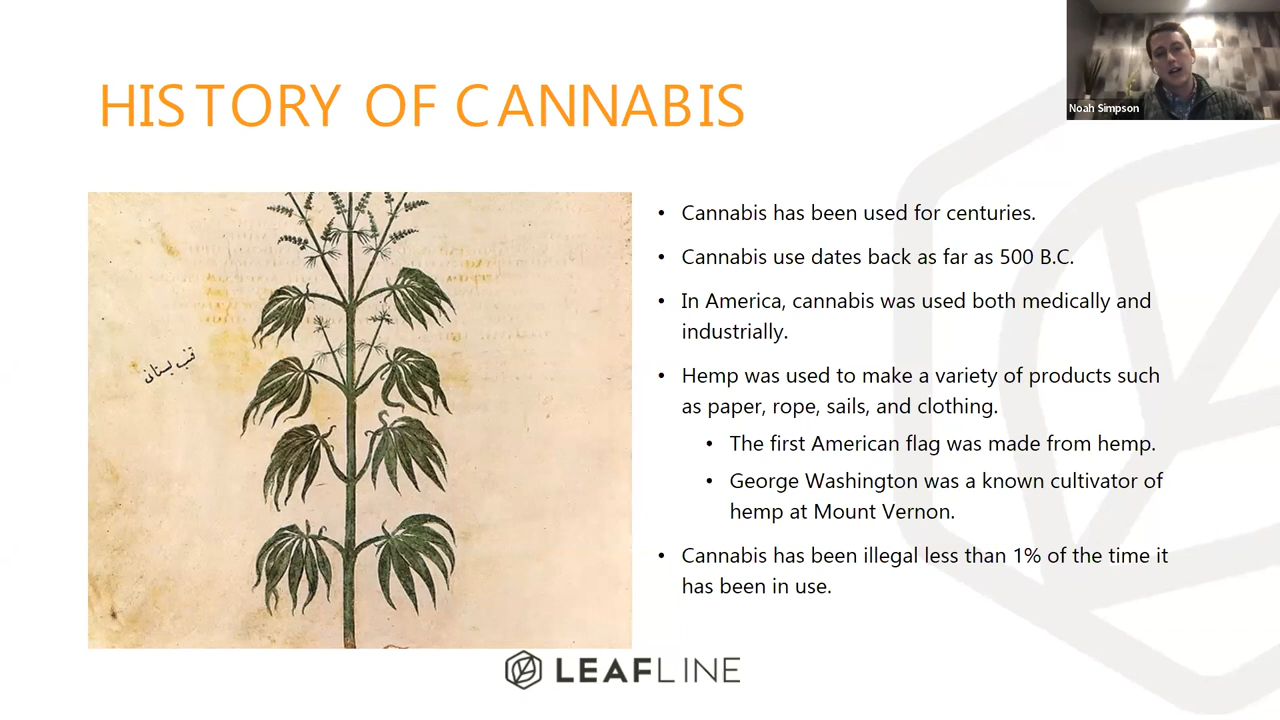 Noah Simpson
HISTORY OF CANNABIS
قنب بستانى
• Cannabis has been used for centuries.
• Cannabis use dates back as far as 500 B.C.
• In America, cannabis was used both medically and
industrially.
• Hemp was used to make a variety of products such
as paper, rope, sails, and clothing.
• The first American flag was made from hemp.
• George Washington was a known cultivator of
hemp at Mount Vernon.
• Cannabis has been illegal less than 1% of the time it
has been in use.
LEAFLINE